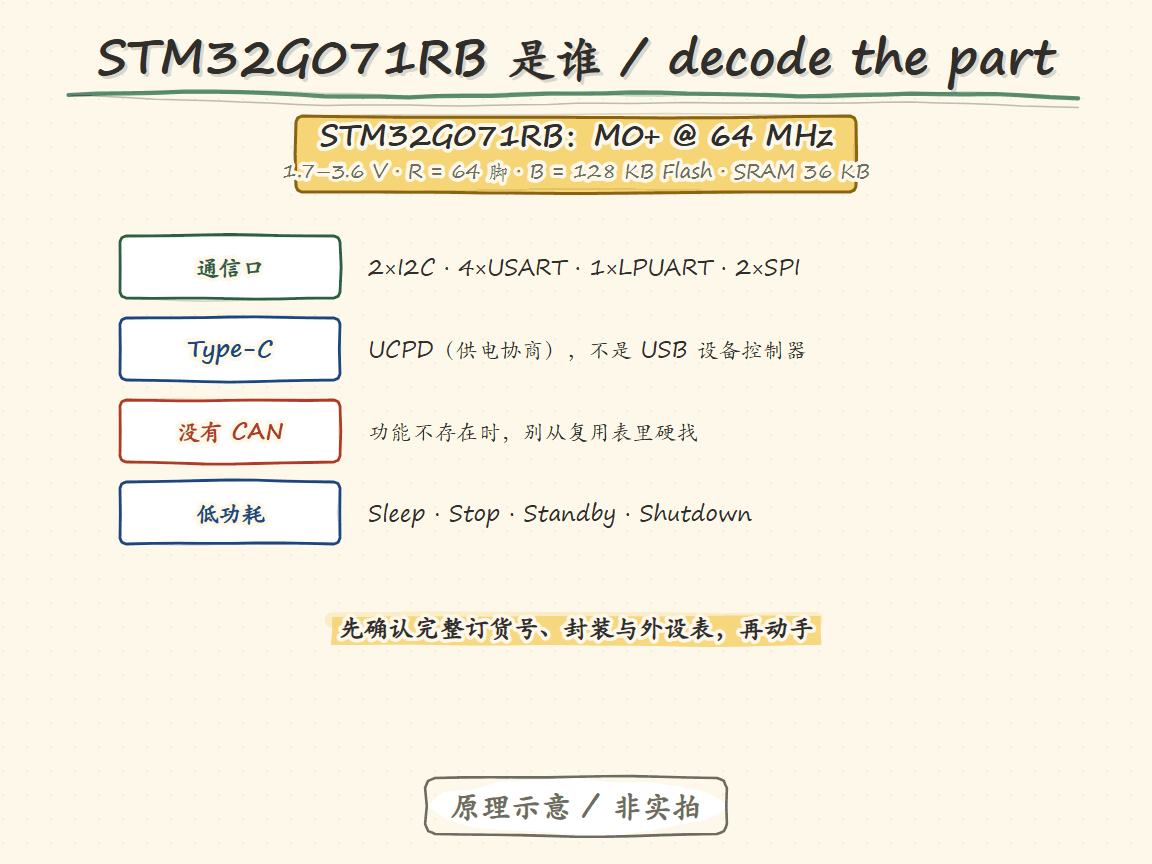 STM32G071RB 是谁 / decode the part
STM32G071RB：M0+ @ 64 MHz
1.7–3.6 V · R = 64 脚 · B = 128 KB Flash · SRAM 36 KB
通信口
2×I2C · 4×USART · 1×LPUART · 2×SPI
Type-C
UCPD（供电协商），不是 USB 设备控制器
没有 CAN
功能不存在时，别从复用表里硬找
低功耗
Sleep · Stop · Standby · Shutdown
先确认完整订货号、封装与外设表，再动手
原理示意 / 非实拍